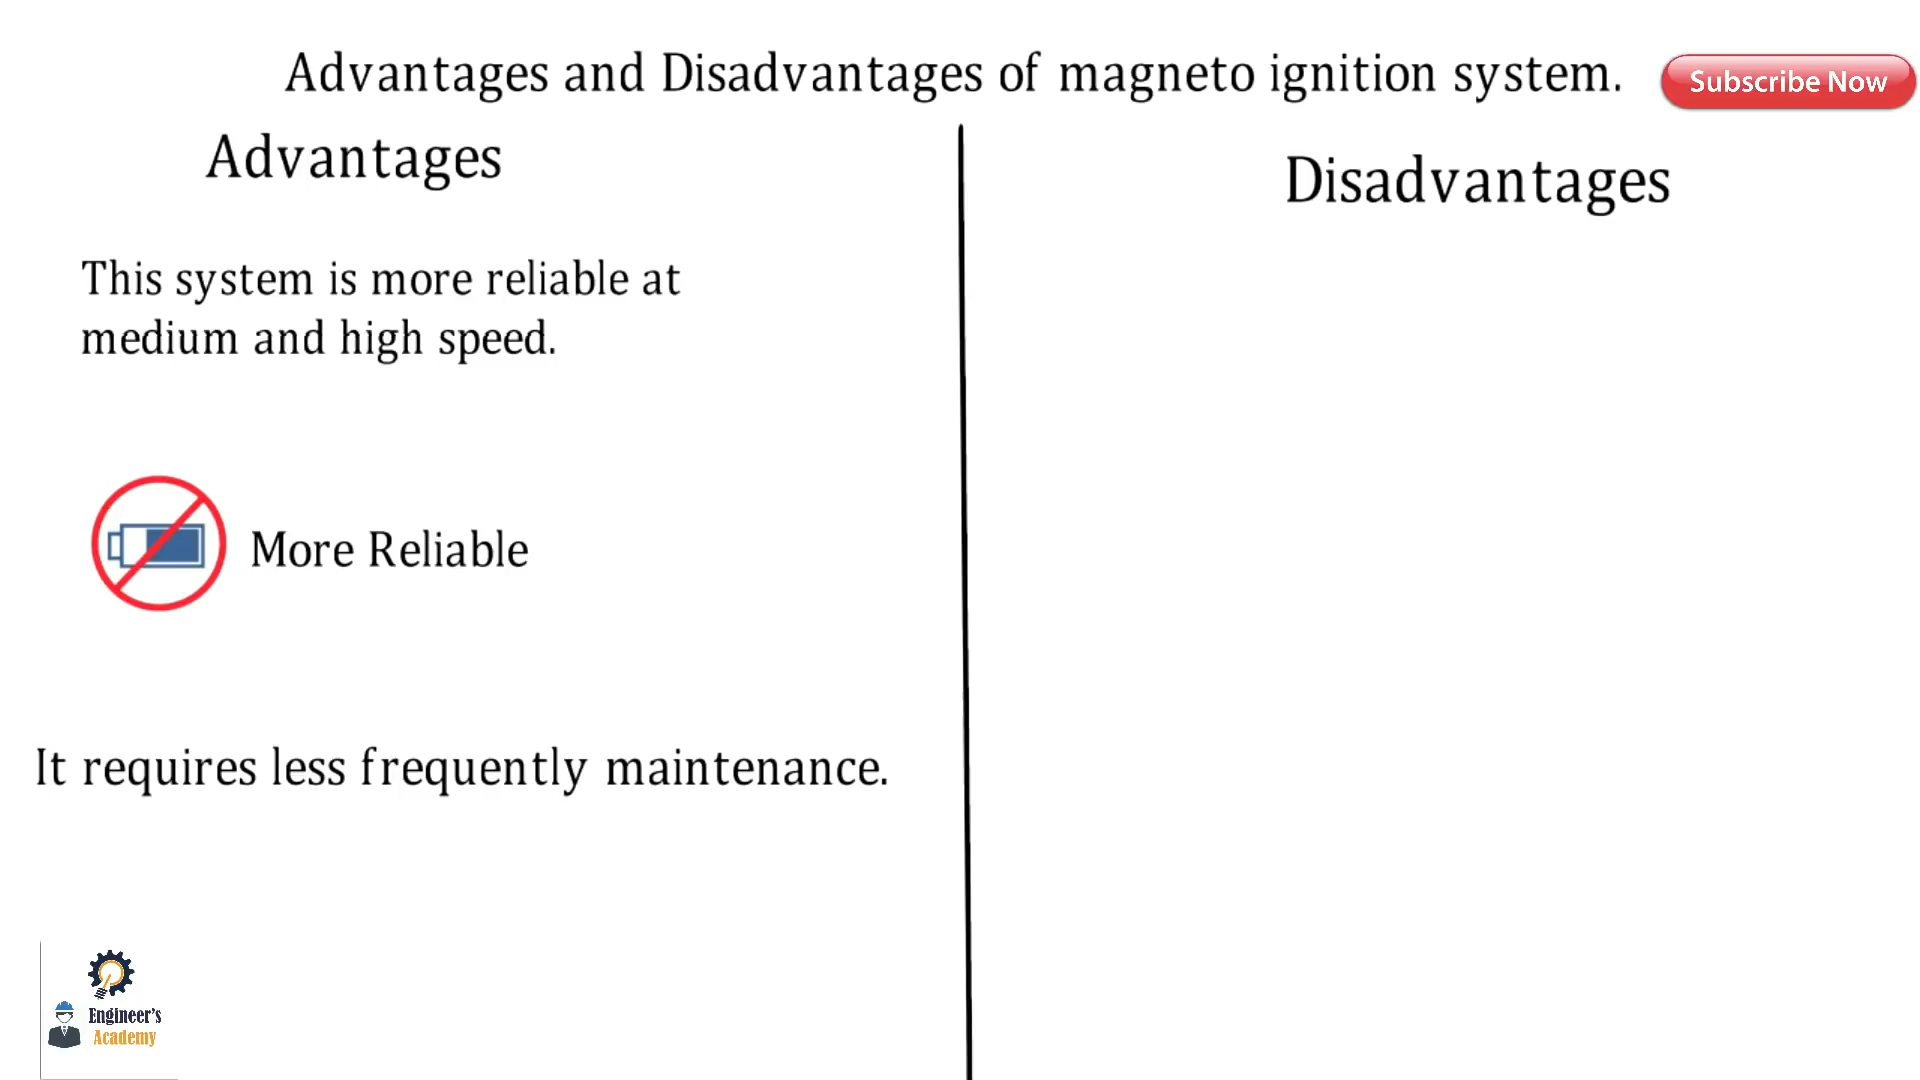 Advantages and Disadvantages of magneto ignition system.
Subscribe Now
Advantages
Disadvantages
This system is more reliable at
medium and high speed.
More Reliable
It requires less frequently maintenance.
Engineer's
Academy